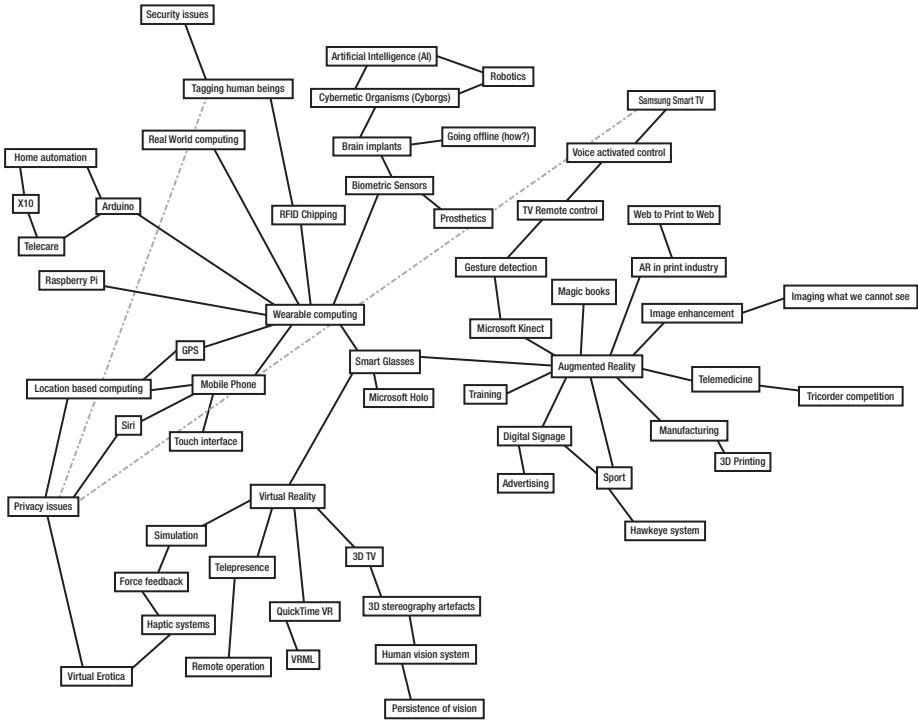 Security issues
Artificial Intelligence (AI)
Robotics
Tagging human beings
Cybernetic Organisms (Cyborgs)
Samsung Smart TV
Real World computing
Going offline (how?)
Brain implants
Voice activated control
Home automation
Biometric Sensors
X10
Arduino
RFID Chipping
Prosthetics
TV Remote control
Web to Print to Web
Telecare
Gesture detection
AR in print industry
Raspberry Pi
Magic books
Imaging what we cannot see
Wearable computing
Image enhancement
Microsoft Kinect
GPS
Smart Glasses
Augmented Reality
Location based computing
Mobile Phone
Telemedicine
Microsoft Holo
Training
Tricorder competition
Siri
Touch interface
Digital Signage
Manufacturing
3D Printing
Advertising
Sport
Privacy issues
Virtual Reality
Hawkeye system
Simulation
3D TV
Telepresence
Force feedback
QuickTime VR
3D stereography artefacts
Haptic systems
Human vision system
VRML
Remote operation
Virtual Erotica
Persistence of vision